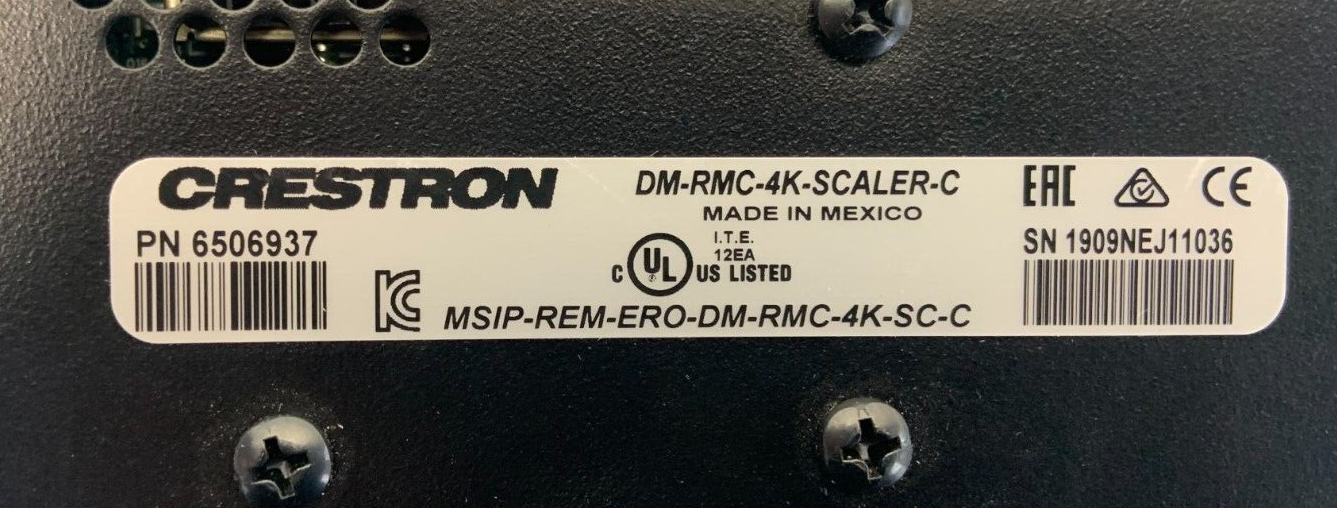 CRESTRON
DM-RMC-4K-SCALER-C
MADE IN MEXICO
EAC
CE
PN 6506937
C UL US LISTED
I.T.E.
12EA
SN 1909NEJ11036
KC
MSIP-REM-ERO-DM-RMC-4K-SC-C